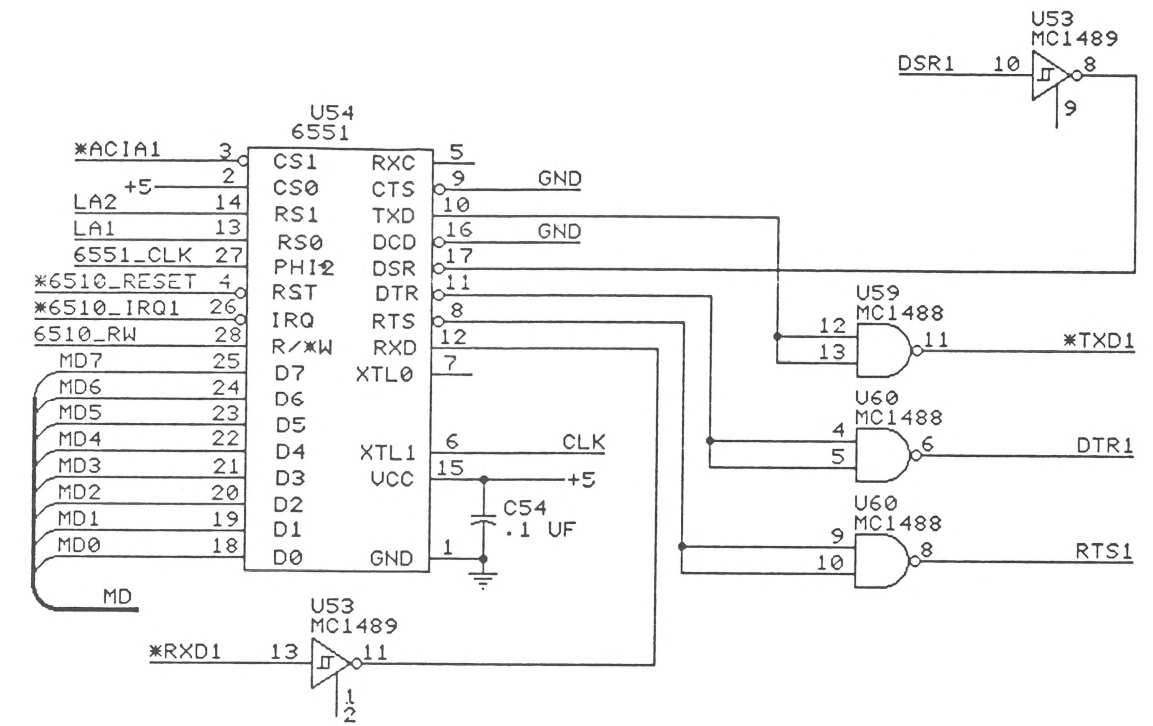 U53
MC1489
DSR1 10 8
9
U54
6551
*ACIA1 3 CS1 RXC 5
+5 2 CS0 CTS 9 GND
LA2 14 RS1 TXD 10
LA1 13 RS0 DCD 16 GND
6551_CLK 27 PHI2 DSR 17
*6510_RESET 4 RST DTR 11
*6510_IRQ1 26 IRQ RTS 8
6510_RW 28 R/*W RXD 12
MD7 25 D7 XTL0 7
MD6 24 D6
MD5 23 D5
MD4 22 D4 XTL1 6 CLK
MD3 21 D3 VCC 15 +5
MD2 20 D2
MD1 19 D1
MD0 18 D0 GND 1
MD
C54
.1 UF
U59
MC1488
12
13 11 *TXD1
U60
MC1488
4
5 6 DTR1
U60
MC1488
9
10 8 RTS1
U53
MC1489
*RXD1 13 11
1
2